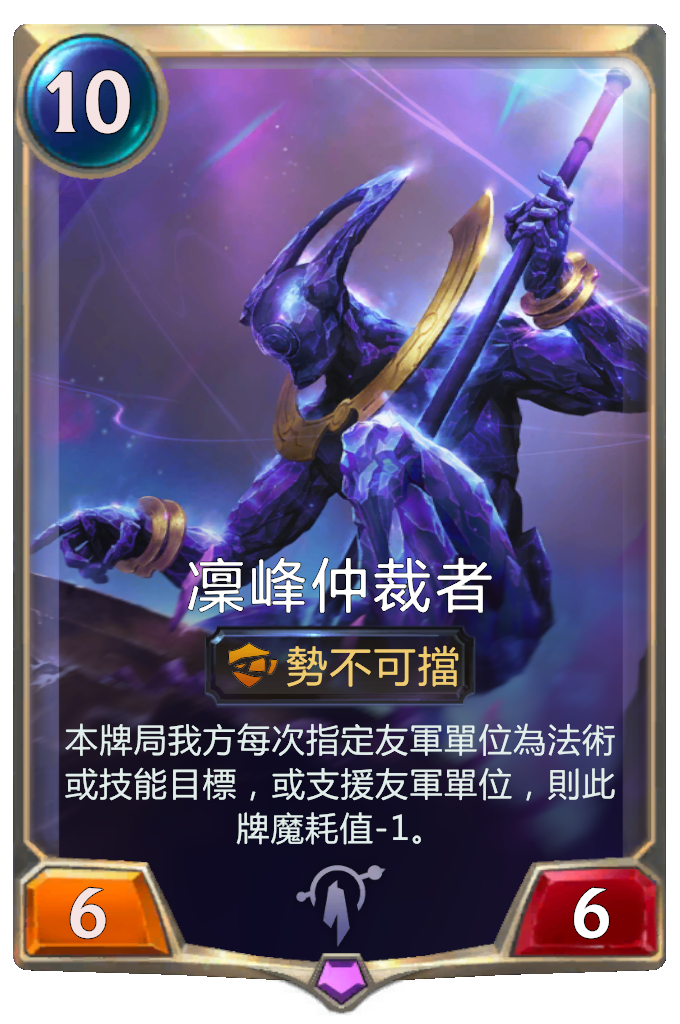 10
凜峰仲裁者
勢不可擋
本牌局我方每次指定友軍單位為法術
或技能目標，或支援友軍單位，則此
牌魔耗值-1。
6
6